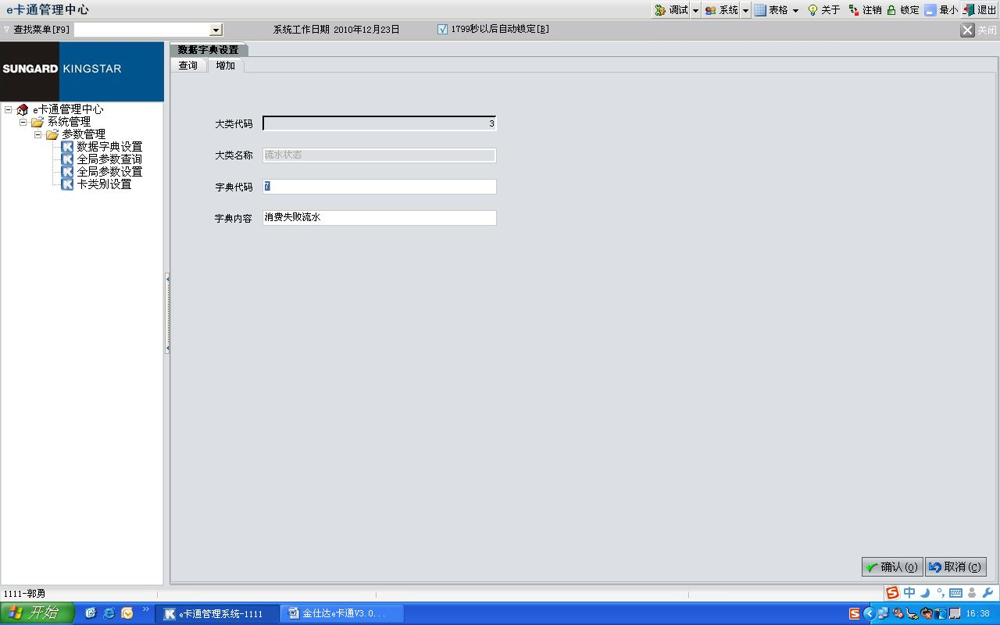 e卡通管理中心
调试 系统 表格 关于 注销 锁定 最小 退出
查找菜单[F9] 系统工作日期 2010年12月23日 1799秒以后自动锁定[B] 关闭
SUNGARD KINGSTAR
数据字典设置
查询 增加
e卡通管理中心
系统管理
参数管理
数据字典设置
全局参数查询
全局参数设置
卡类别设置
大类代码 3
大类名称 流水状态
字典代码 7
字典内容 消费失败流水
确认(O) 取消(C)
1111-郭勇
中
开始 e卡通管理系统-1111 金仕达e卡通V3.0... 16:38